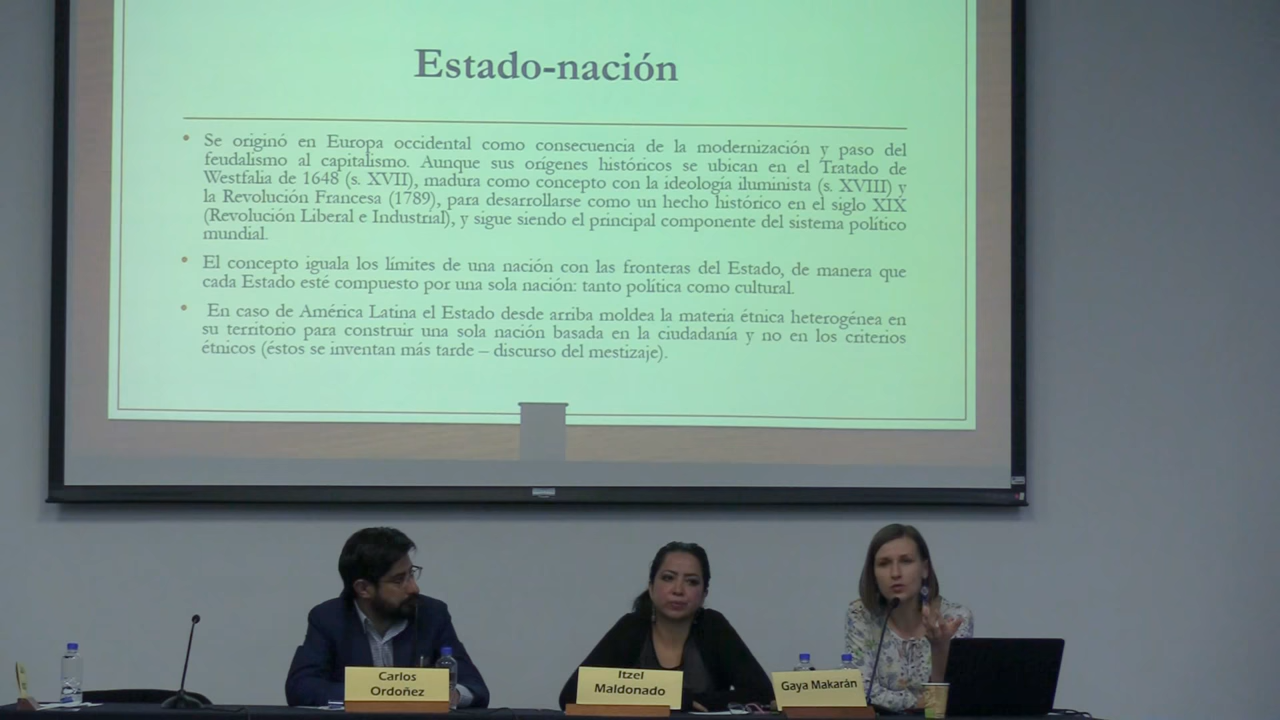 Estado-nación
• Se originó en Europa occidental como consecuencia de la modernización y paso del
feudalismo al capitalismo. Aunque sus orígenes históricos se ubican en el Tratado de
Westfalia de 1648 (s. XVII), madura como concepto con la ideología iluminista (s. XVIII) y
la Revolución Francesa (1789), para desarrollarse como un hecho histórico en el siglo XIX
(Revolución Liberal e Industrial), y sigue siendo el principal componente del sistema político
mundial.
• El concepto iguala los límites de una nación con las fronteras del Estado, de manera que
cada Estado esté compuesto por una sola nación: tanto política como cultural.
• En caso de América Latina el Estado desde arriba moldea la materia étnica heterogénea en
su territorio para construir una sola nación basada en la ciudadanía y no en los criterios
étnicos (éstos se inventan más tarde – discurso del mestizaje).
Carlos
Ordoñez
Itzel
Maldonado
Gaya Makarán